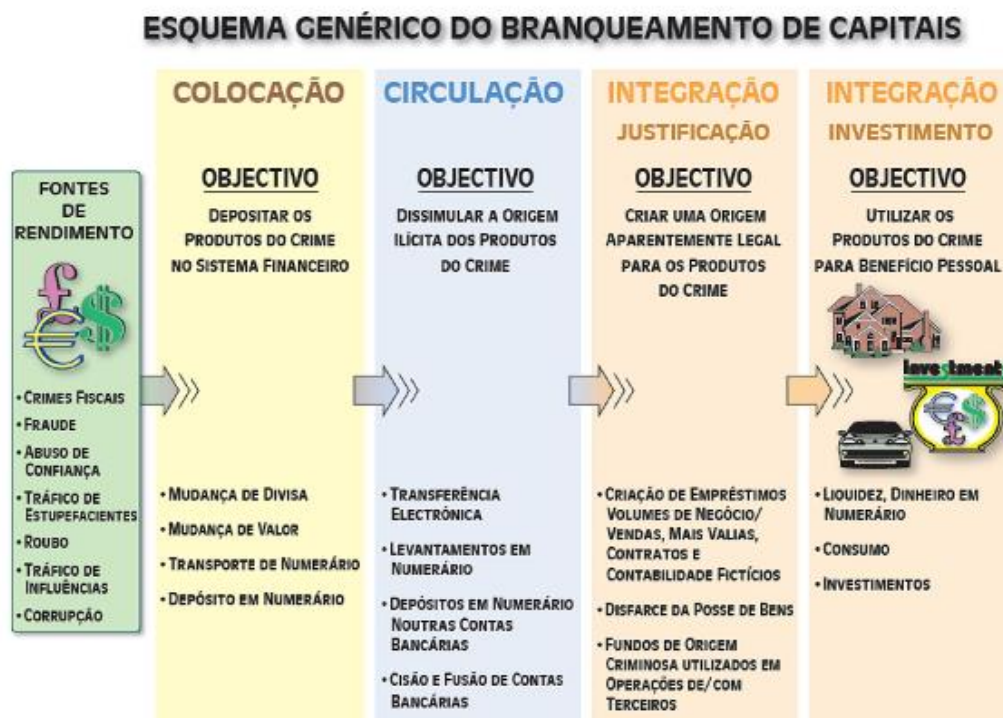 ESQUEMA GENÉRICO DO BRANQUEAMENTO DE CAPITAIS
FONTES
DE
RENDIMENTO
£
$
€
• CRIMES FISCAIS
• FRAUDE
• ABUSO DE
CONFIANÇA
• TRÁFICO DE
ESTUPEFACIENTES
• ROUBO
• TRÁFICO DE
INFLUÊNCIAS
• CORRUPÇÃO
COLOCAÇÃO
OBJECTIVO
DEPOSITAR OS
PRODUTOS DO CRIME
NO SISTEMA FINANCEIRO
• MUDANÇA DE DIVISA
• MUDANÇA DE VALOR
• TRANSPORTE DE NUMERÁRIO
• DEPÓSITO EM NUMERÁRIO
CIRCULAÇÃO
OBJECTIVO
DISSIMULAR A ORIGEM
ILÍCITA DOS PRODUTOS
DO CRIME
• TRANSFERÊNCIA
ELECTRÓNICA
• LEVANTAMENTOS EM
NUMERÁRIO
• DEPÓSITOS EM NUMERÁRIO
NOUTRAS CONTAS
BANCÁRIAS
• CISÃO E FUSÃO DE CONTAS
BANCÁRIAS
INTEGRAÇÃO
JUSTIFICAÇÃO
OBJECTIVO
CRIAR UMA ORIGEM
APARENTEMENTE LEGAL
PARA OS PRODUTOS
DO CRIME
• CRIAÇÃO DE EMPRÉSTIMOS
VOLUMES DE NEGÓCIO/
VENDAS, MAIS VALIAS,
CONTRATOS E
CONTABILIDADE FICTÍCIOS
• DISFARCE DA POSSE DE BENS
• FUNDOS DE ORIGEM
CRIMINOSA UTILIZADOS EM
OPERAÇÕES DE/COM
TERCEIROS
INTEGRAÇÃO
INVESTIMENTO
OBJECTIVO
UTILIZAR OS
PRODUTOS DO CRIME
PARA BENEFÍCIO PESSOAL
Investment
€ $
£
• LIQUIDEZ, DINHEIRO EM
NUMERÁRIO
• CONSUMO
• INVESTIMENTOS